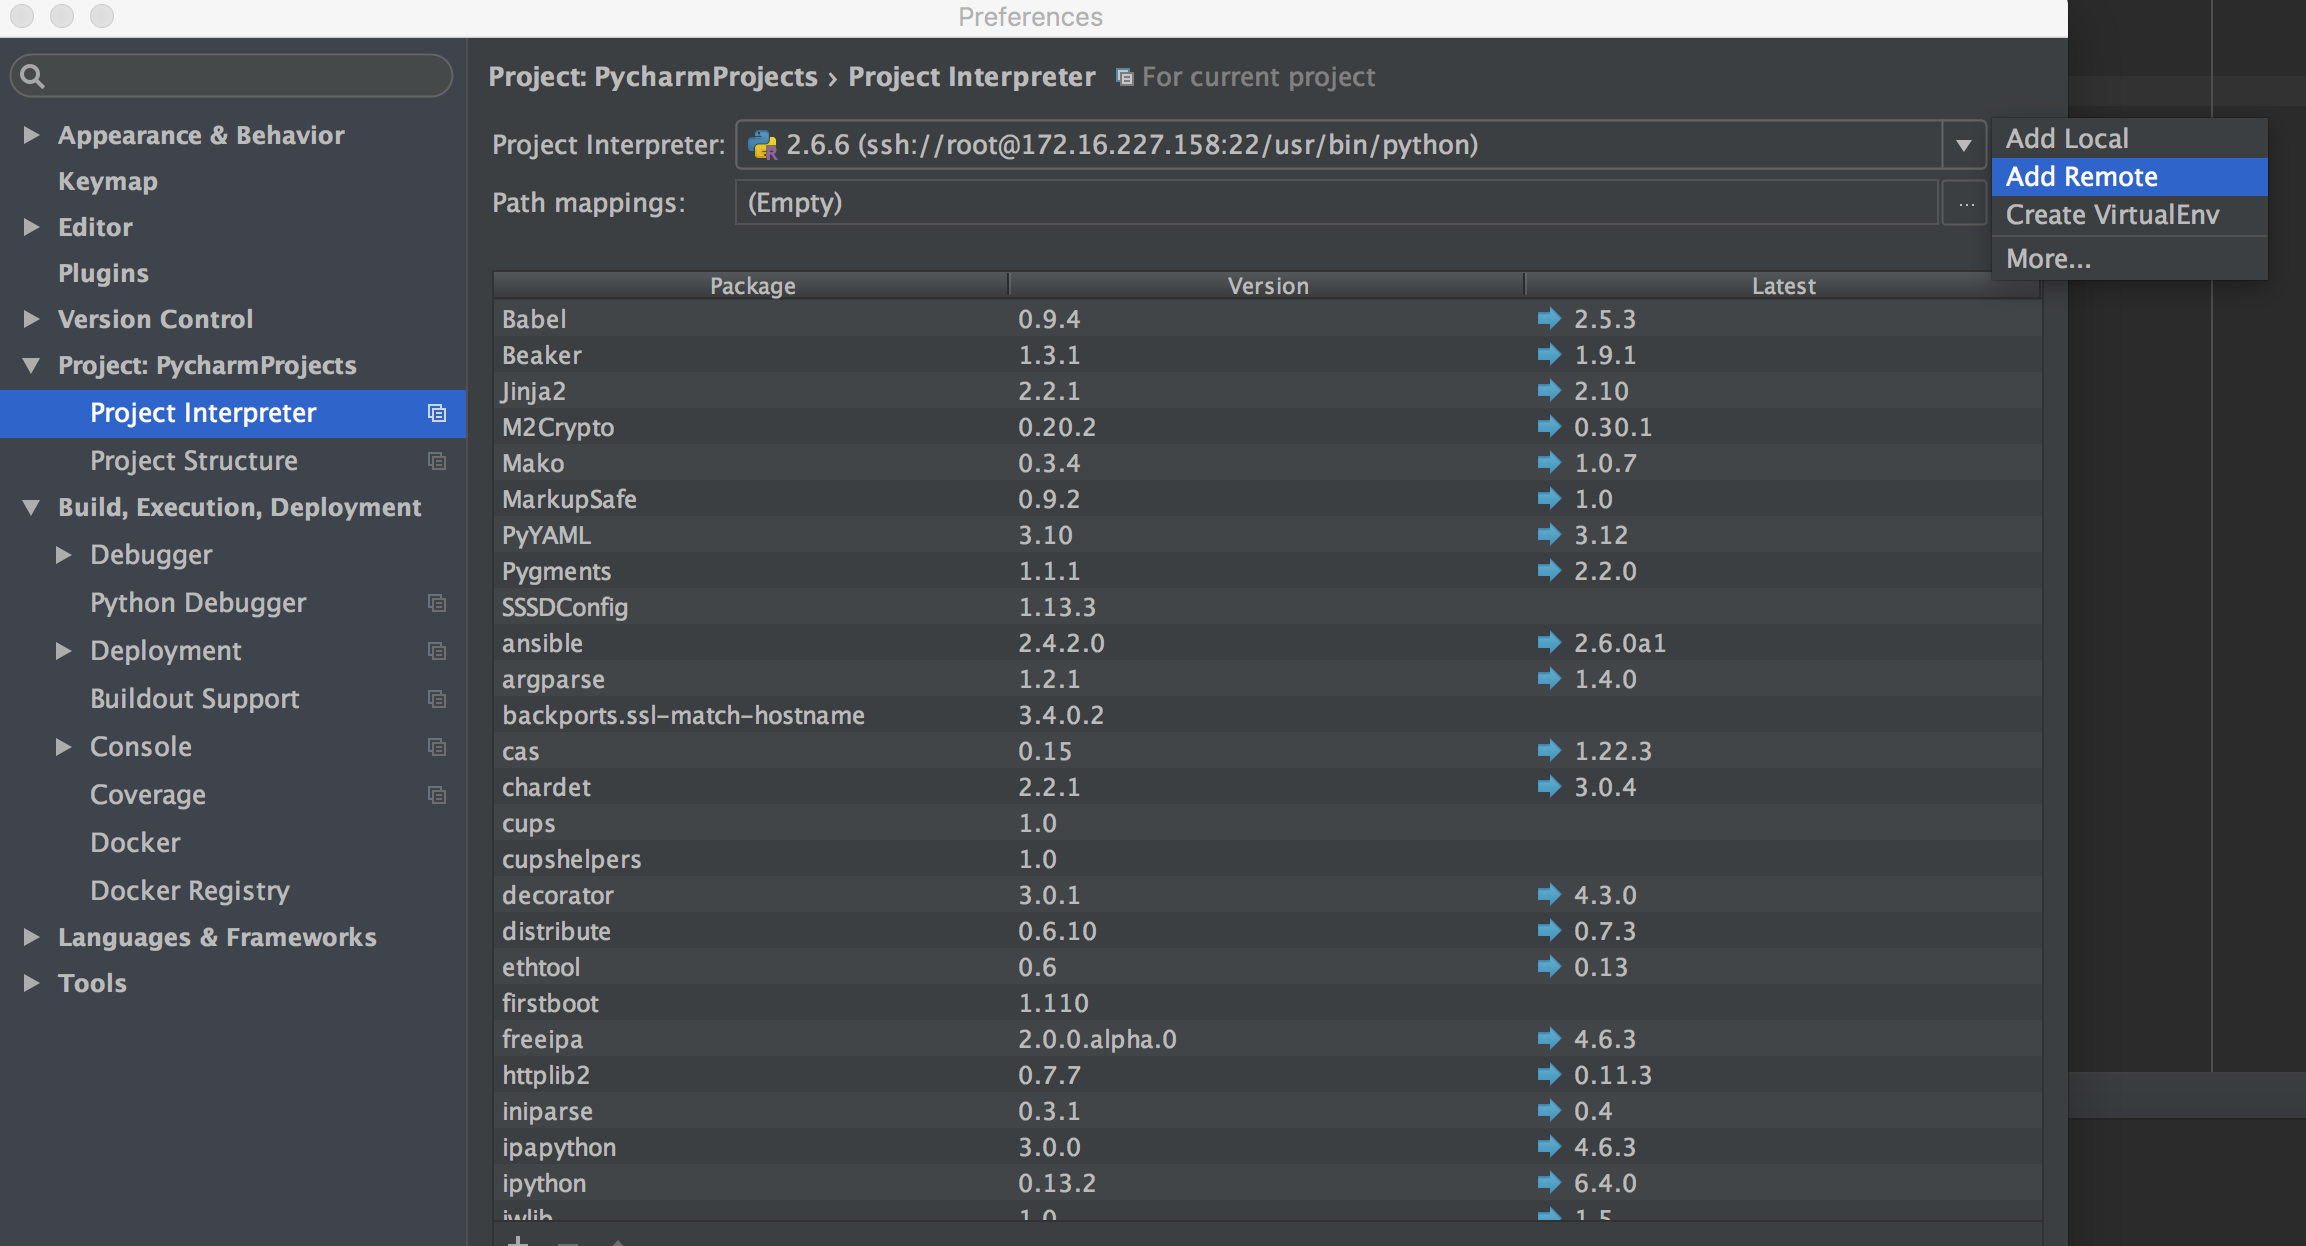 Preferences
Appearance & Behavior
Keymap
Editor
Plugins
Version Control
Project: PycharmProjects
Project Interpreter
Project Structure
Build, Execution, Deployment
Debugger
Python Debugger
Deployment
Buildout Support
Console
Coverage
Docker
Docker Registry
Languages & Frameworks
Tools
Project: PycharmProjects › Project Interpreter For current project
Project Interpreter: 2.6.6 (ssh://root@172.16.227.158:22/usr/bin/python)
Path mappings: (Empty) ...
Add Local
Add Remote
Create VirtualEnv
More...
Package Version Latest
Babel 0.9.4 2.5.3
Beaker 1.3.1 1.9.1
Jinja2 2.2.1 2.10
M2Crypto 0.20.2 0.30.1
Mako 0.3.4 1.0.7
MarkupSafe 0.9.2 1.0
PyYAML 3.10 3.12
Pygments 1.1.1 2.2.0
SSSDConfig 1.13.3
ansible 2.4.2.0 2.6.0a1
argparse 1.2.1 1.4.0
backports.ssl-match-hostname 3.4.0.2
cas 0.15 1.22.3
chardet 2.2.1 3.0.4
cups 1.0
cupshelpers 1.0
decorator 3.0.1 4.3.0
distribute 0.6.10 0.7.3
ethtool 0.6 0.13
firstboot 1.110
freeipa 2.0.0.alpha.0 4.6.3
httplib2 0.7.7 0.11.3
iniparse 0.3.1 0.4
ipapython 3.0.0 4.6.3
ipython 0.13.2 6.4.0
iwlib 1.0 1.5